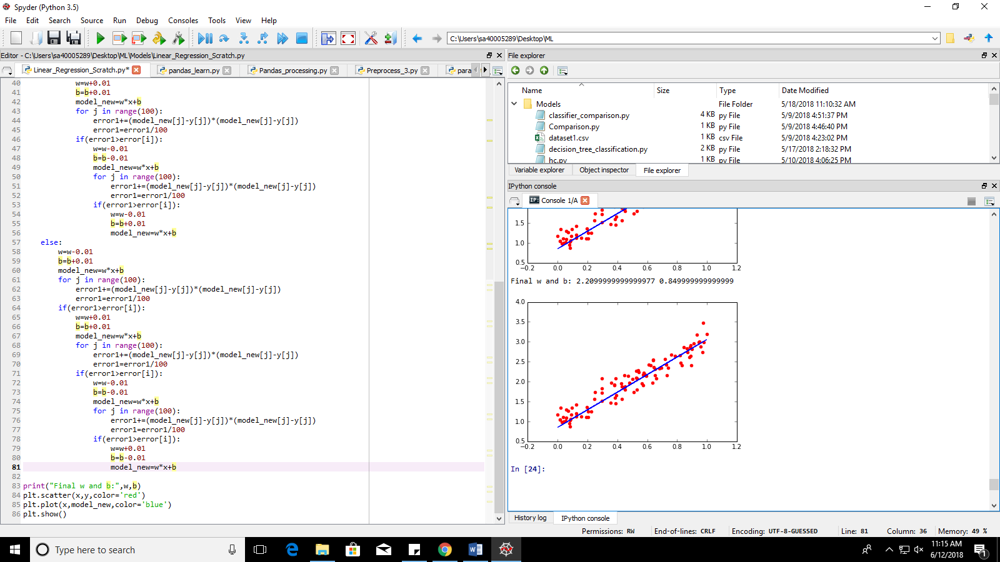 Spyder (Python 3.5)
File Edit Search Source Run Debug Consoles Tools View Help
C:\Users\sa40005289\Desktop\ML
Editor - C:\Users\sa40005289\Desktop\ML\Models\Linear_Regression_Scratch.py
Linear_Regression_Scratch.py* pandas_learn.py Pandas_processing.py Preprocess_3.py para
40 w=w+0.01
41 b=b+0.01
42 model_new=w*x+b
43 for j in range(100):
44 error1+=(model_new[j]-y[j])*(model_new[j]-y[j])
45 error1=error1/100
46 if(error1>error[i]):
47 w=w-0.01
48 b=b-0.01
49 model_new=w*x+b
50 for j in range(100):
51 error1+=(model_new[j]-y[j])*(model_new[j]-y[j])
52 error1=error1/100
53 if(error1>error[i]):
54 w=w-0.01
55 b=b+0.01
56 model_new=w*x+b
57 else:
58 w=w-0.01
59 b=b+0.01
60 model_new=w*x+b
61 for j in range(100):
62 error1+=(model_new[j]-y[j])*(model_new[j]-y[j])
63 error1=error1/100
64 if(error1>error[i]):
65 w=w+0.01
66 b=b+0.01
67 model_new=w*x+b
68 for j in range(100):
69 error1+=(model_new[j]-y[j])*(model_new[j]-y[j])
70 error1=error1/100
71 if(error1>error[i]):
72 w=w-0.01
73 b=b-0.01
74 model_new=w*x+b
75 for j in range(100):
76 error1+=(model_new[j]-y[j])*(model_new[j]-y[j])
77 error1=error1/100
78 if(error1>error[i]):
79 w=w+0.01
80 b=b-0.01
81 model_new=w*x+b
82
83 print("Final w and b:",w,b)
84 plt.scatter(x,y,color='red')
85 plt.plot(x,model_new,color='blue')
86 plt.show()
File explorer
Name Size Type Date Modified
Models File Folder 5/18/2018 11:10:32 AM
classifier_comparison.py 4 KB py File 5/9/2018 4:51:37 PM
Comparison.py 1 KB py File 5/9/2018 4:46:40 PM
dataset1.csv 1 KB csv File 5/9/2018 4:23:02 PM
decision_tree_classification.py 2 KB py File 5/17/2018 2:18:32 PM
hc.py 1 KB py File 5/10/2018 4:06:25 PM
Variable explorer Object inspector File explorer
IPython console
IP: Console 1/A
1.5
1.0
0.5
−0.2 0.0 0.2 0.4 0.6 0.8 1.0 1.2
Final w and b: 2.2099999999999977 0.849999999999999
4.0
3.5
3.0
2.5
2.0
1.5
1.0
0.5
−0.2 0.0 0.2 0.4 0.6 0.8 1.0 1.2
In [24]:
History log IPython console
Permissions: RW End-of-lines: CRLF Encoding: UTF-8-GUESSED Line: 81 Column: 36 Memory: 49 %
Type here to search
11:15 AM
6/12/2018
1